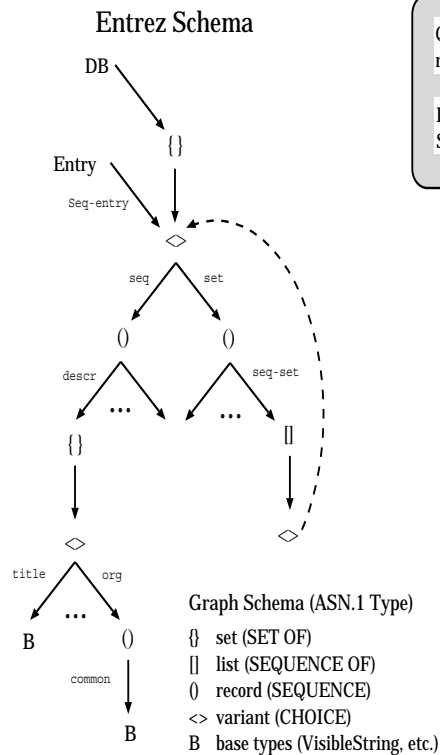 Entrez Schema
DB
{}
Entry
Seq-entry
<>
seq set
() ()
descr seq-set
... ...
{} []
<> <>
title org
...
B ()
common
B
Graph Schema (ASN.1 Type)
{} set (SET OF)
[] list (SEQUENCE OF)
() record (SEQUENCE)
<> variant (CHOICE)
B base types (VisibleString, etc.)